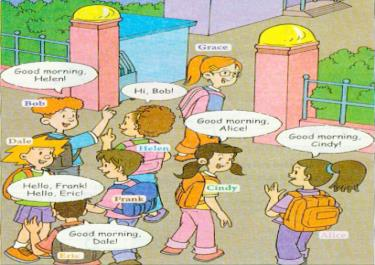 Grace
Good morning,
Helen!
Hi, Bob!
Bob
Good morning,
Alice!
Good morning,
Cindy!
Dale
Helen
Hello, Frank!
Hello, Eric!
Frank
Cindy
Good morning,
Dale!
Alice
Eric